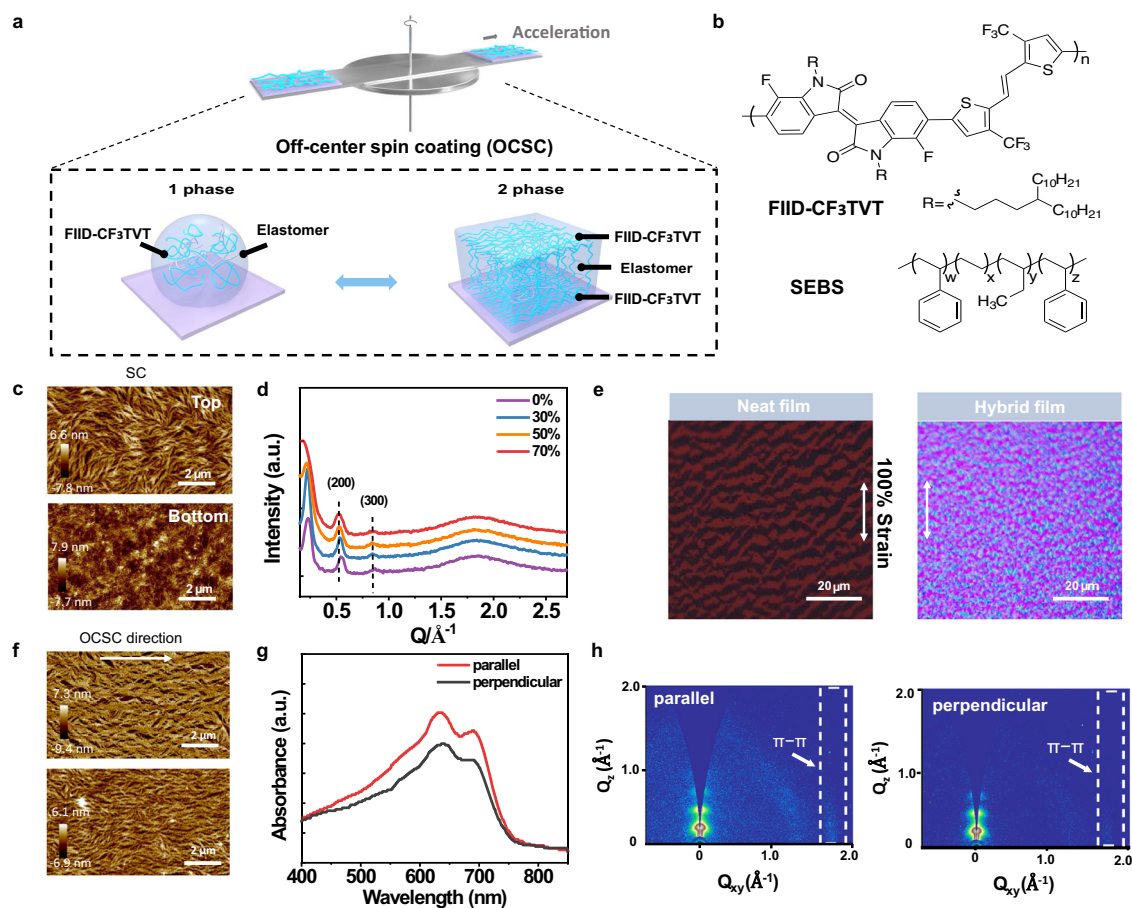 a
Acceleration
Off-center spin coating (OCSC)
1 phase
2 phase
FIID-CF₃TVT
Elastomer
FIID-CF₃TVT
Elastomer
FIID-CF₃TVT
b
CF₃
R
F
N
O
S
n
S
O
N
F
CF₃
R
FIID-CF₃TVT
R=
C₁₀H₂₁
C₁₀H₂₁
SEBS
w
x
y
z
H₃C
c
SC
Top
6.6 nm
-7.8 nm
2 μm
Bottom
7.9 nm
-7.7 nm
2 μm
d
Intensity (a.u.)
0%
30%
50%
70%
(200)
(300)
0.5
1.0
1.5
2.0
2.5
Q/Å⁻¹
e
Neat film
Hybrid film
100% Strain
20 μm
20 μm
f
OCSC direction
7.3 nm
-9.4 nm
2 μm
6.1 nm
-6.9 nm
2 μm
g
Absorbance (a.u.)
parallel
perpendicular
400
500
600
700
800
Wavelength (nm)
h
2.0
parallel
π–π
1.0
Q_z (Å⁻¹)
0
0
1.0
2.0
Q_xy (Å⁻¹)
2.0
perpendicular
π–π
1.0
Q_z (Å⁻¹)
0
0
1.0
2.0
Q_xy (Å⁻¹)